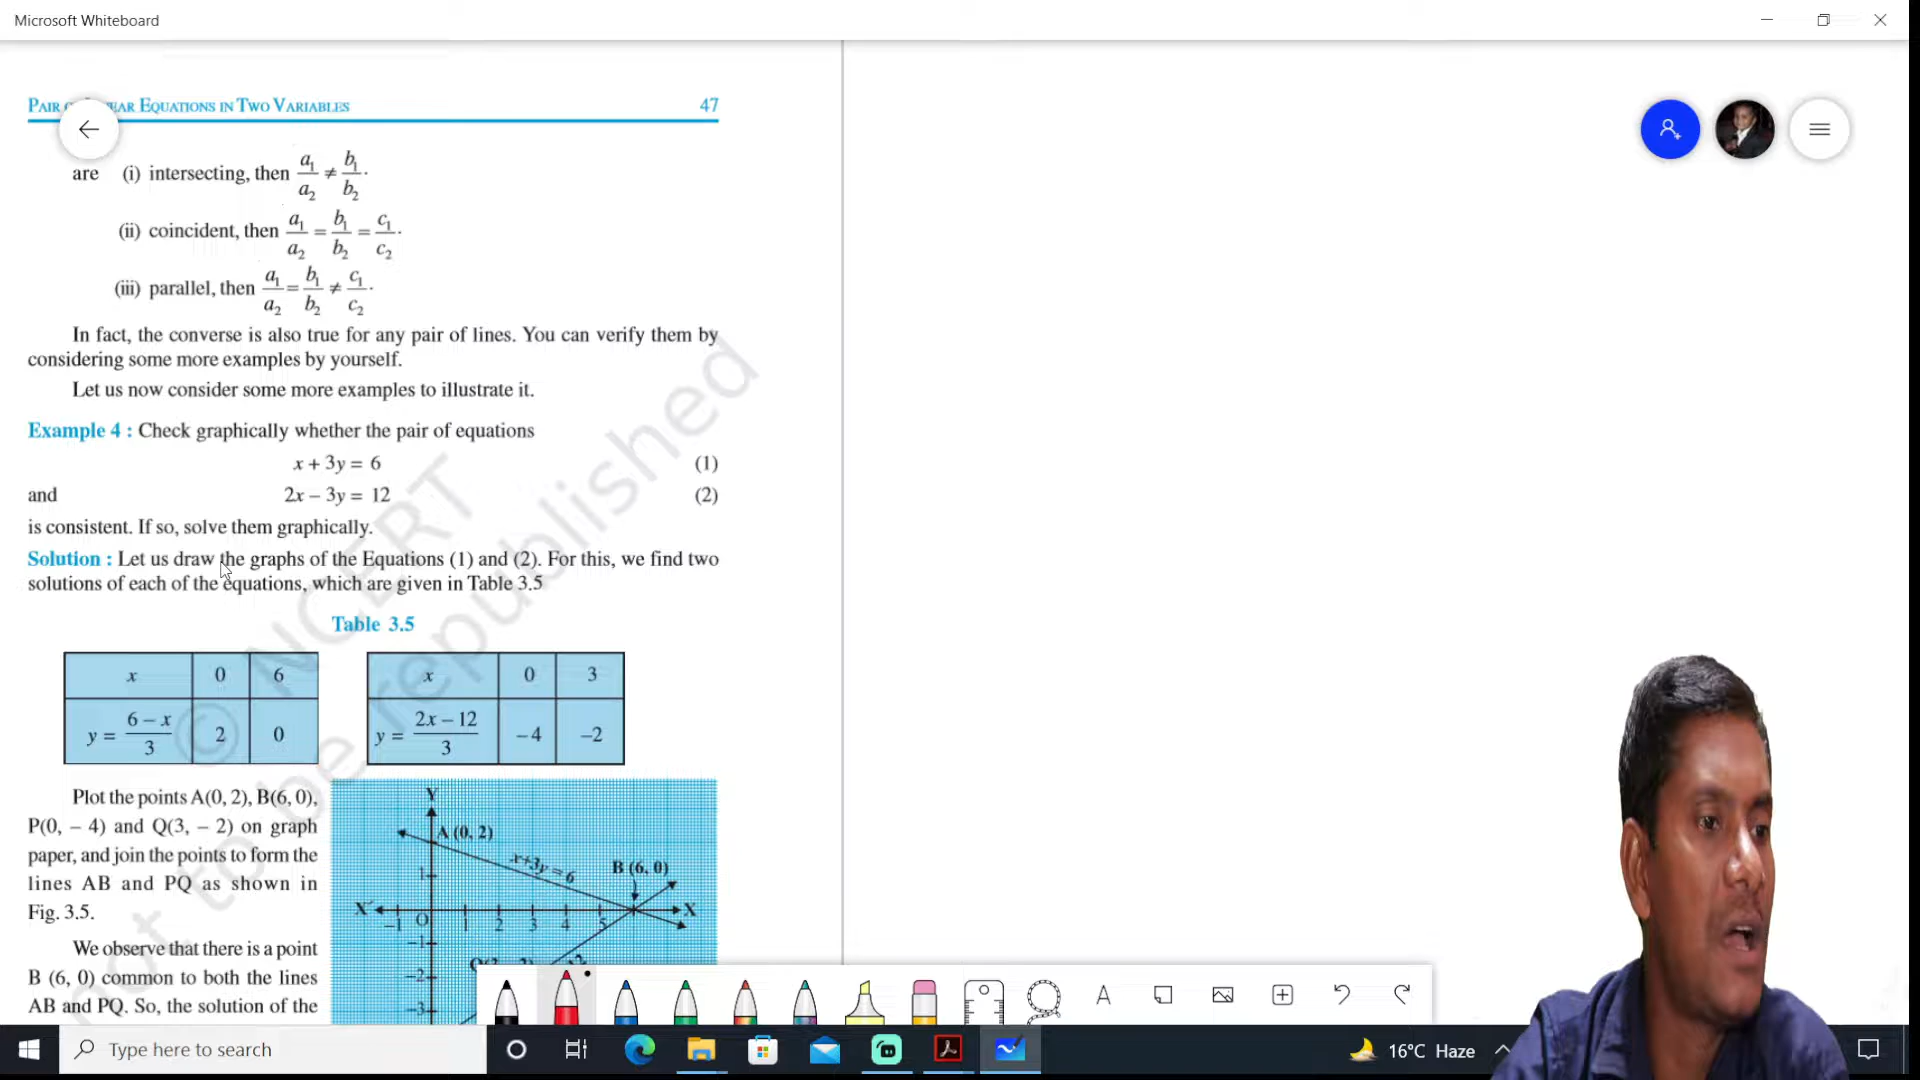 Microsoft Whiteboard
EQUATIONS IN TWO VARIABLES 47
are (i) intersecting, then a₁/a₂ ≠ b₁/b₂.
(ii) coincident, then a₁/a₂ = b₁/b₂ = c₁/c₂.
(iii) parallel, then a₁/a₂ = b₁/b₂ ≠ c₁/c₂.
In fact, the converse is also true for any pair of lines. You can verify them by
considering some more examples by yourself.
Let us now consider some more examples to illustrate it.
Example 4 : Check graphically whether the pair of equations
x + 3y = 6 (1)
and 2x – 3y = 12 (2)
is consistent. If so, solve them graphically.
Solution : Let us draw the graphs of the Equations (1) and (2). For this, we find two
solutions of each of the equations, which are given in Table 3.5
Table 3.5
x 0 6
y = (6 – x)/3 2 0
x 0 3
y = (2x – 12)/3 – 4 –2
Plot the points A(0, 2), B(6, 0),
P(0, – 4) and Q(3, – 2) on graph
paper, and join the points to form the
lines AB and PQ as shown in
Fig. 3.5.
We observe that there is a point
B (6, 0) common to both the lines
AB and PQ. So, the solution of the
Y
A (0, 2)
x+3y = 6
B (6, 0)
1
X′ X
–1 O 1 2 3 4 5
–1
–2
–3
© NCERT
not to be republished
A
Type here to search
16°C Haze